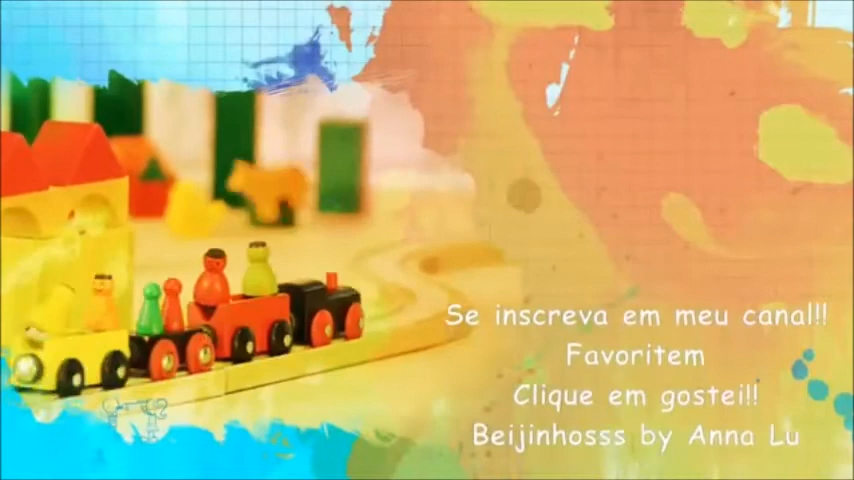 Se inscreva em meu canal!!
Favoritem
Clique em gostei!!
Beijinhosss by Anna Lu